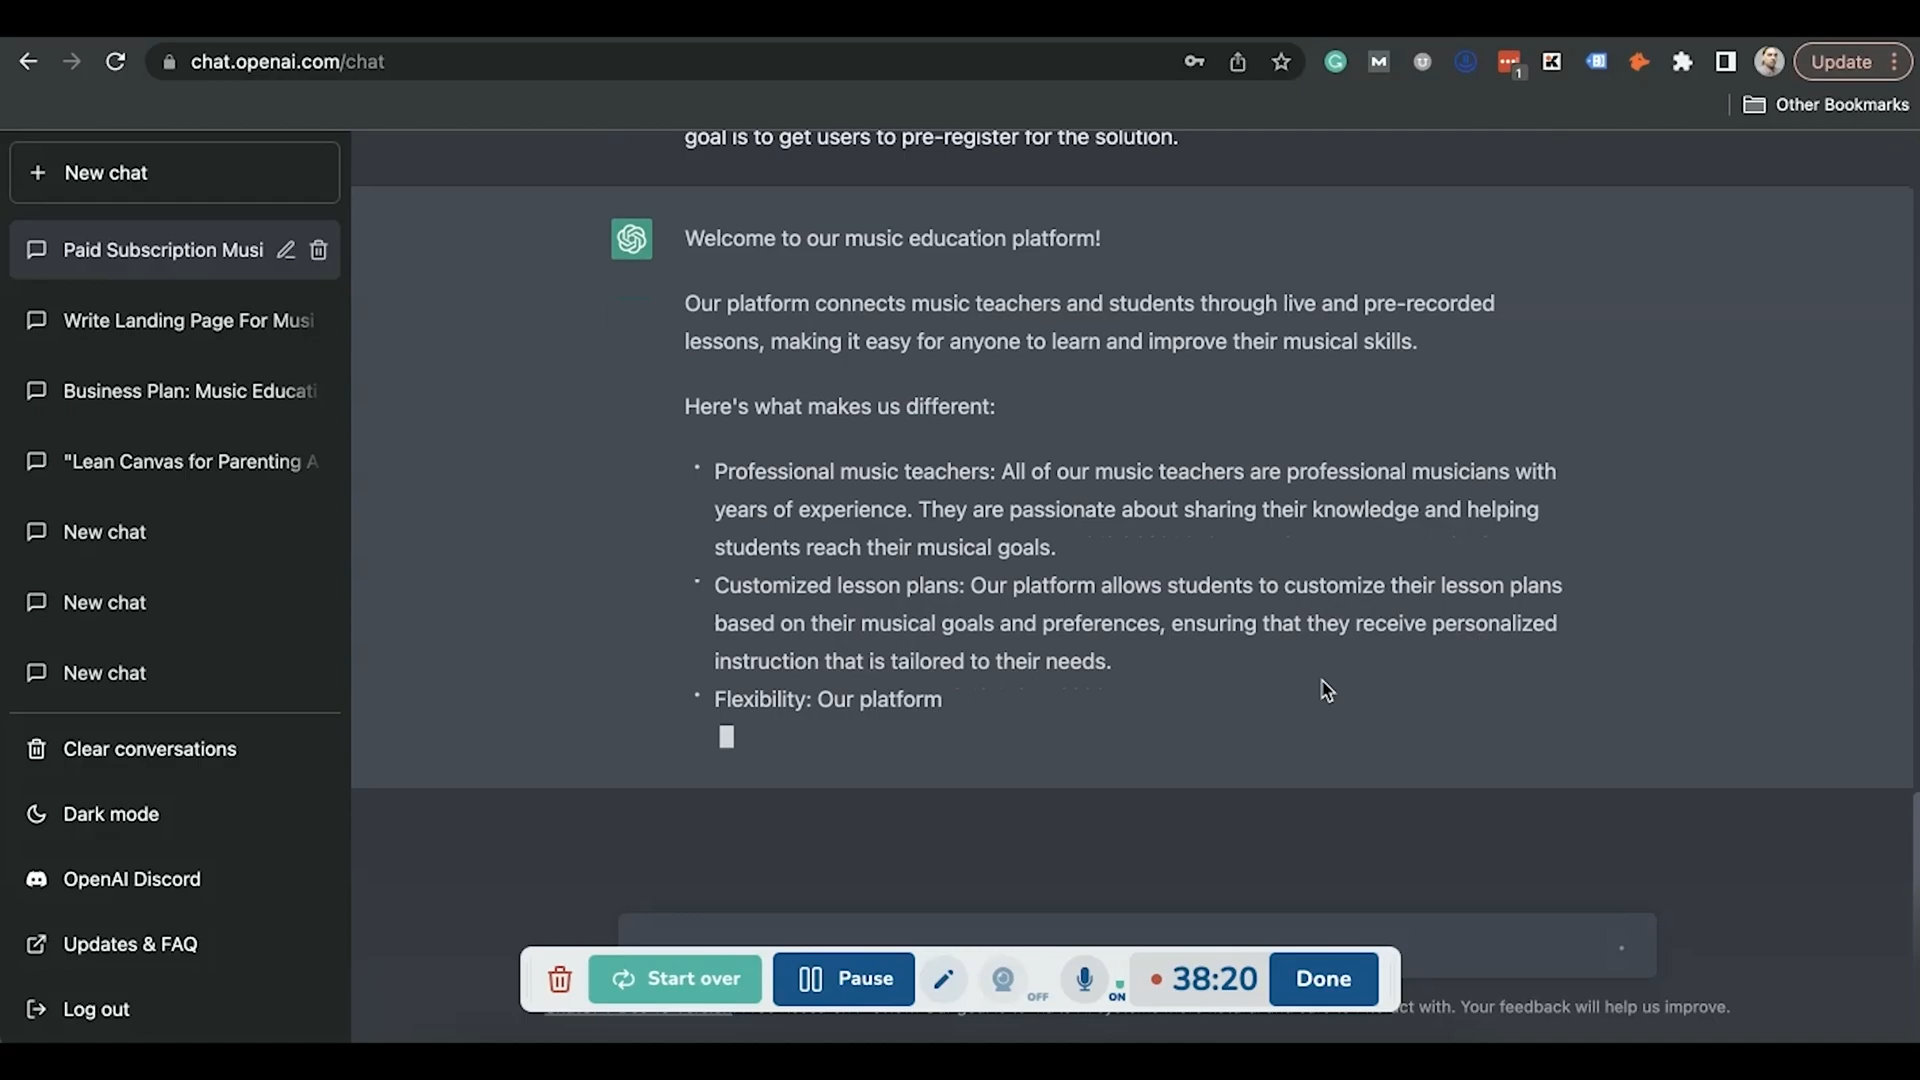 chat.openai.com/chat
1
Update
Other Bookmarks
New chat
Paid Subscription Musi
Write Landing Page For Musi
Business Plan: Music Educati
"Lean Canvas for Parenting A
New chat
New chat
New chat
Clear conversations
Dark mode
OpenAI Discord
Updates & FAQ
Log out
goal is to get users to pre-register for the solution.
Welcome to our music education platform!
Our platform connects music teachers and students through live and pre-recorded
lessons, making it easy for anyone to learn and improve their musical skills.
Here's what makes us different:
• Professional music teachers: All of our music teachers are professional musicians with
years of experience. They are passionate about sharing their knowledge and helping
students reach their musical goals.
• Customized lesson plans: Our platform allows students to customize their lesson plans
based on their musical goals and preferences, ensuring that they receive personalized
instruction that is tailored to their needs.
• Flexibility: Our platform
Start over
Pause
OFF
ON
38:20
Done
ct with. Your feedback will help us improve.